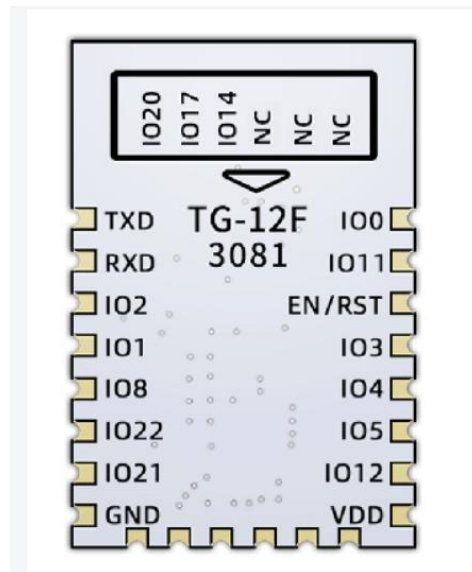 IO20
IO17
IO14
NC
NC
NC
TG-12F
3081
TXD IO0
RXD IO11
IO2 EN/RST
IO1 IO3
IO8 IO4
IO22 IO5
IO21 IO12
GND VDD